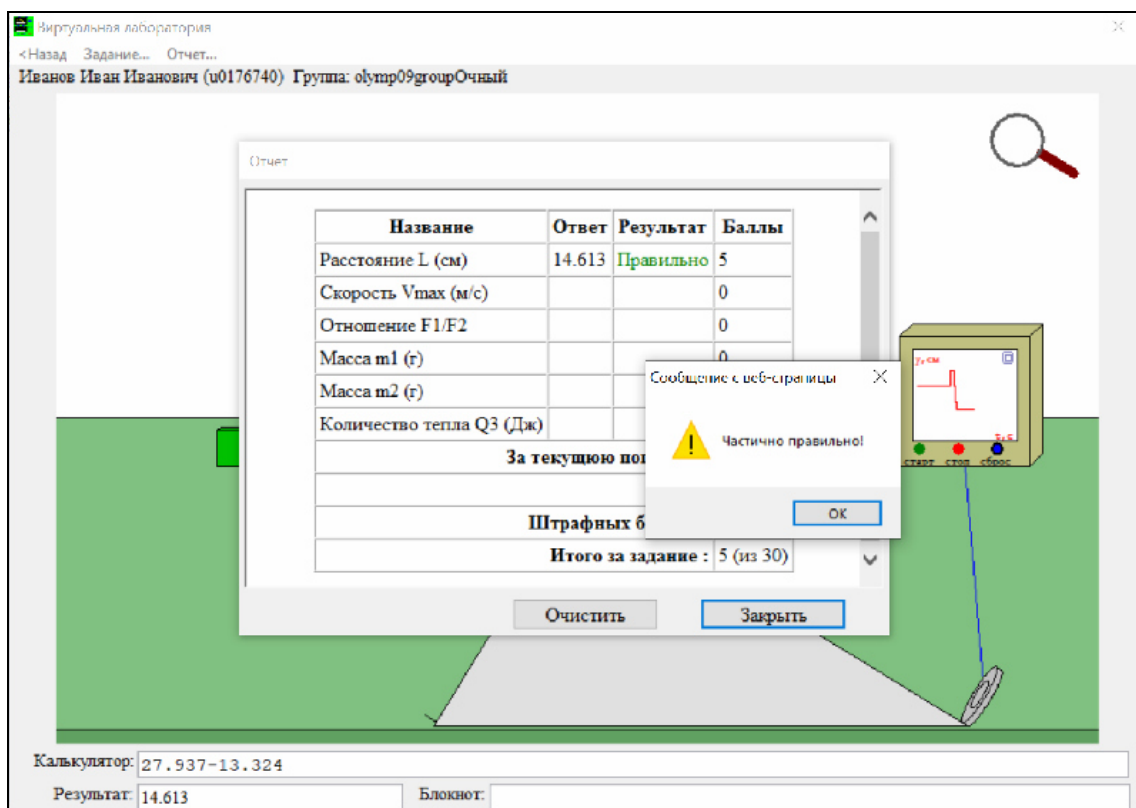 Виртуальная лаборатория
<Назад Задание... Отчет...
Иванов Иван Иванович (u0176740) Группа: olymp09groupОчный
Отчет
Название Ответ Результат Баллы
Расстояние L (см) 14.613 Правильно 5
Скорость Vmax (м/с) 0
Отношение F1/F2 0
Масса m1 (г) 0
Масса m2 (г)
Количество тепла Q3 (Дж)
За текущую
Штрафных
Итого за задание : 5 (из 30)
Очистить Закрыть
Сообщение с веб-страницы
Частично правильно!
OK
y, см
t, с
старт стоп сброс
Калькулятор: 27.937-13.324
Результат: 14.613 Блокнот: